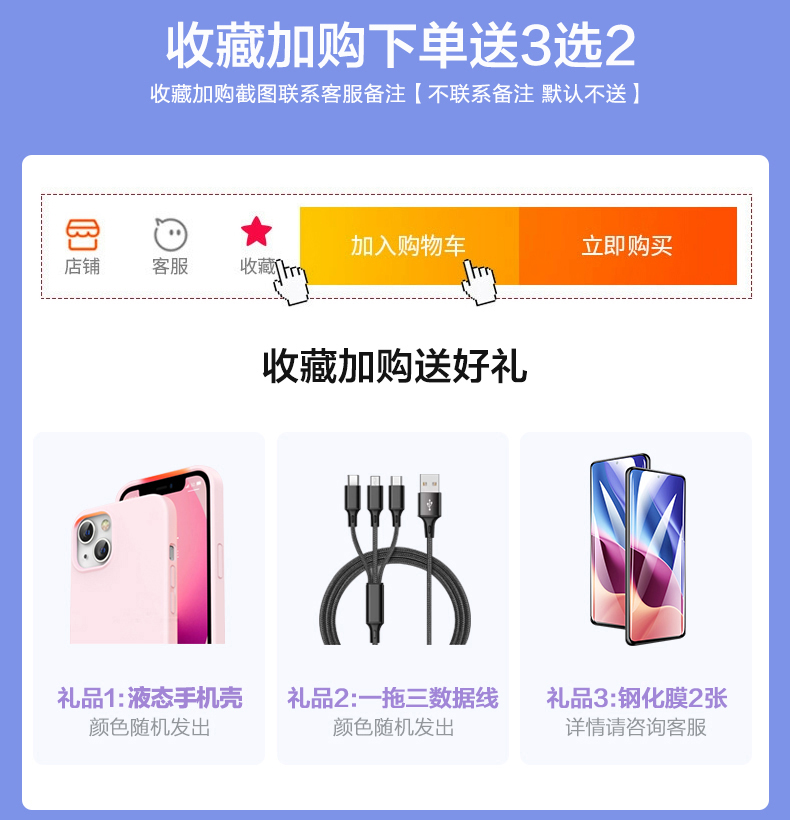 收藏加购下单送3选2
收藏加购截图联系客服备注【不联系备注 默认不送】
店铺 客服 收藏 加入购物车 立即购买
收藏加购送好礼
礼品1:液态手机壳
颜色随机发出
礼品2:一拖三数据线
颜色随机发出
礼品3:钢化膜2张
详情请咨询客服